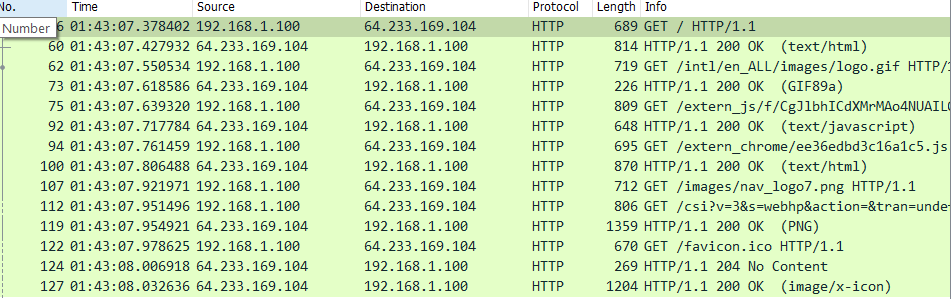 No. Time Source Destination Protocol Length Info
6 01:43:07.378402 192.168.1.100 64.233.169.104 HTTP 689 GET / HTTP/1.1
Number
60 01:43:07.427932 64.233.169.104 192.168.1.100 HTTP 814 HTTP/1.1 200 OK (text/html)
62 01:43:07.550534 192.168.1.100 64.233.169.104 HTTP 719 GET /intl/en_ALL/images/logo.gif HTTP/1
73 01:43:07.618586 64.233.169.104 192.168.1.100 HTTP 226 HTTP/1.1 200 OK (GIF89a)
75 01:43:07.639320 192.168.1.100 64.233.169.104 HTTP 809 GET /extern_js/f/CgJlbhICdXMrMAo4NUAILC
92 01:43:07.717784 64.233.169.104 192.168.1.100 HTTP 648 HTTP/1.1 200 OK (text/javascript)
94 01:43:07.761459 192.168.1.100 64.233.169.104 HTTP 695 GET /extern_chrome/ee36edbd3c16a1c5.js
100 01:43:07.806488 64.233.169.104 192.168.1.100 HTTP 870 HTTP/1.1 200 OK (text/html)
107 01:43:07.921971 192.168.1.100 64.233.169.104 HTTP 712 GET /images/nav_logo7.png HTTP/1.1
112 01:43:07.951496 192.168.1.100 64.233.169.104 HTTP 806 GET /csi?v=3&s=webhp&action=&tran=unde
119 01:43:07.954921 64.233.169.104 192.168.1.100 HTTP 1359 HTTP/1.1 200 OK (PNG)
122 01:43:07.978625 192.168.1.100 64.233.169.104 HTTP 670 GET /favicon.ico HTTP/1.1
124 01:43:08.006918 64.233.169.104 192.168.1.100 HTTP 269 HTTP/1.1 204 No Content
127 01:43:08.032636 64.233.169.104 192.168.1.100 HTTP 1204 HTTP/1.1 200 OK (image/x-icon)